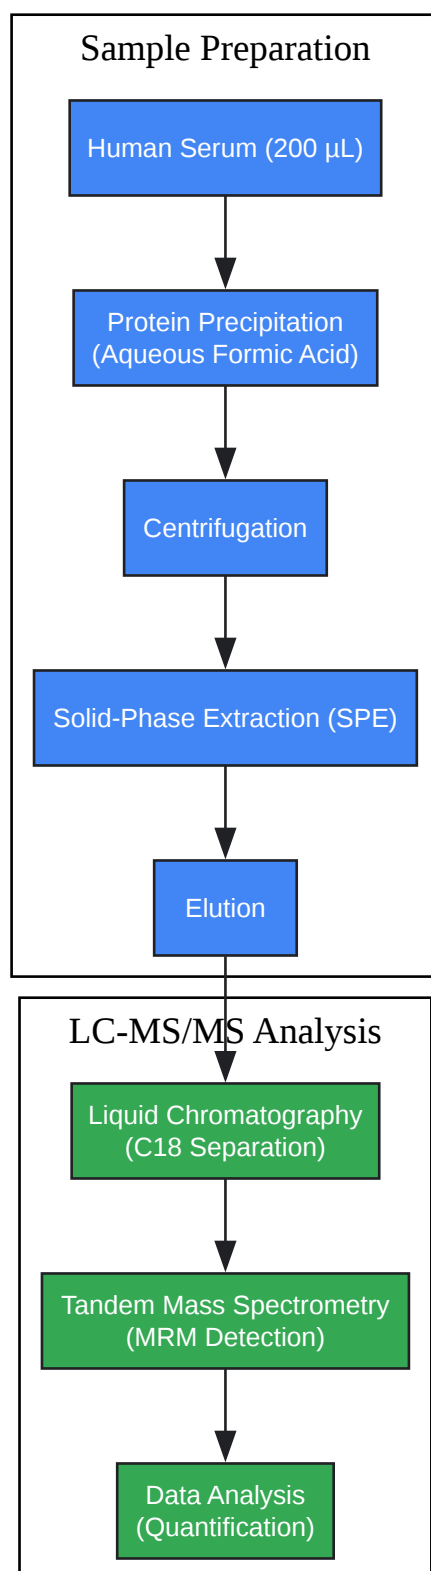 Sample Preparation
Human Serum (200 µL)
Protein Precipitation
(Aqueous Formic Acid)
Centrifugation
Solid-Phase Extraction (SPE)
Elution
LC-MS/MS Analysis
Liquid Chromatography
(C18 Separation)
Tandem Mass Spectrometry
(MRM Detection)
Data Analysis
(Quantification)